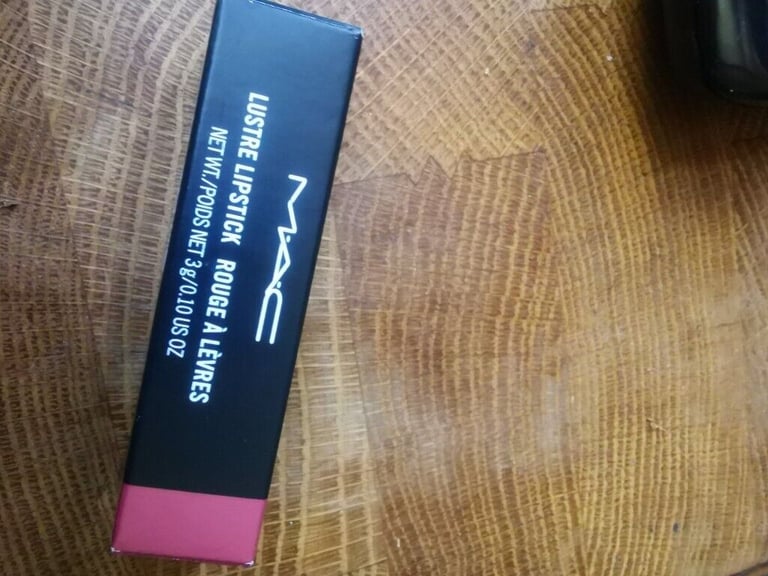 M·A·C
LUSTRE LIPSTICK ROUGE À LÈVRES
NET WT./POIDS NET 3g/0.10 US OZ